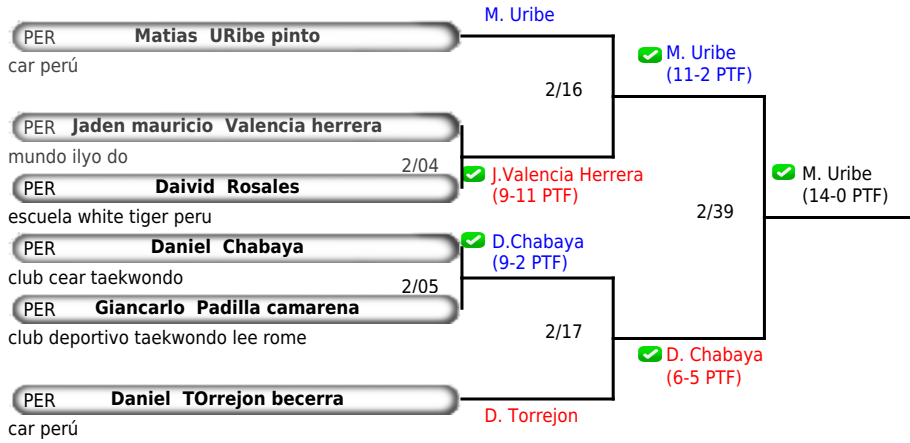 M. Uribe
PER Matias URibe pinto
car perú
M. Uribe
(11-2 PTF)
2/16
PER Jaden mauricio Valencia herrera
mundo ilyo do
2/04
J.Valencia Herrera
(9-11 PTF)
PER Daivid Rosales
escuela white tiger peru
M. Uribe
(14-0 PTF)
2/39
PER Daniel Chabaya
club cear taekwondo
D.Chabaya
(9-2 PTF)
2/05
PER Giancarlo Padilla camarena
club deportivo taekwondo lee rome
2/17
D. Chabaya
(6-5 PTF)
PER Daniel TOrrejon becerra
car perú
D. Torrejon